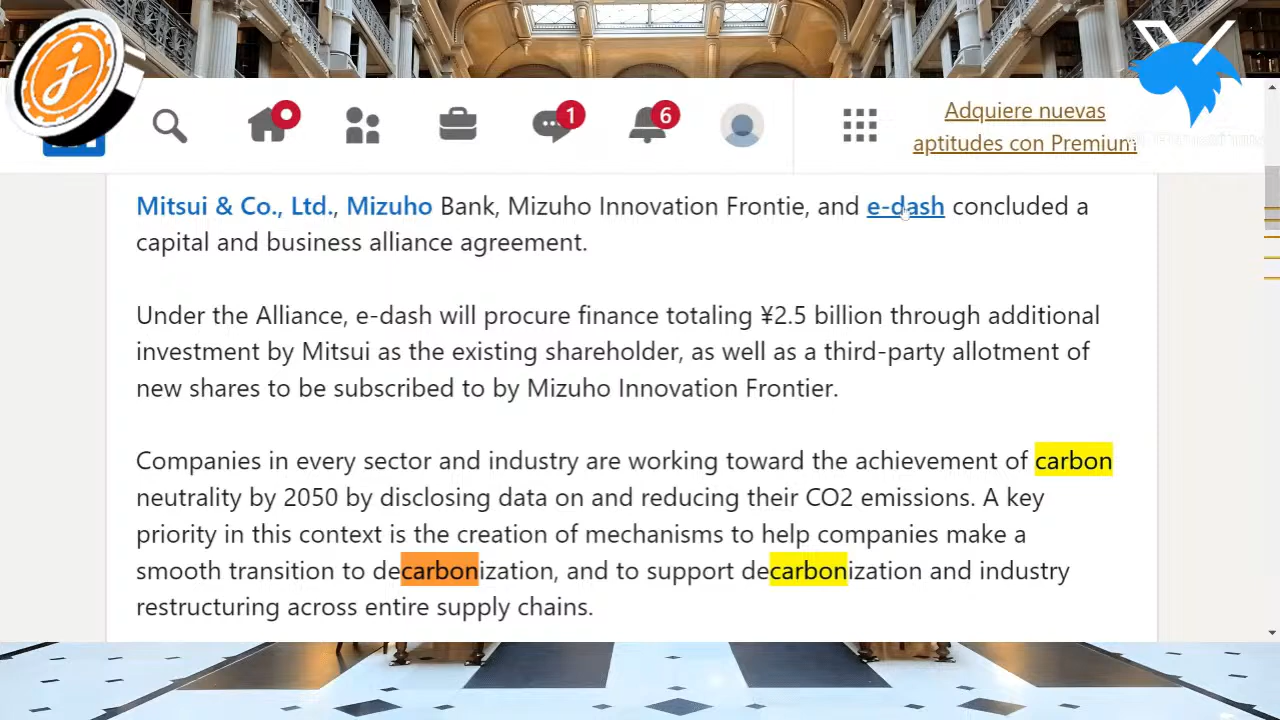 1
6
Adquiere nuevas
aptitudes con Premium
Mitsui & Co., Ltd., Mizuho Bank, Mizuho Innovation Frontie, and e-dash concluded a
capital and business alliance agreement.
Under the Alliance, e-dash will procure finance totaling ¥2.5 billion through additional
investment by Mitsui as the existing shareholder, as well as a third-party allotment of
new shares to be subscribed to by Mizuho Innovation Frontier.
Companies in every sector and industry are working toward the achievement of carbon
neutrality by 2050 by disclosing data on and reducing their CO2 emissions. A key
priority in this context is the creation of mechanisms to help companies make a
smooth transition to decarbonization, and to support decarbonization and industry
restructuring across entire supply chains.